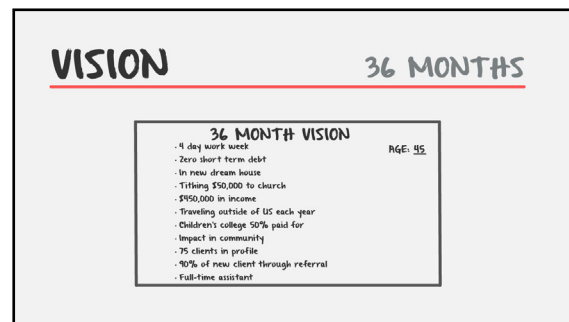 VISION
36 MONTHS
36 MONTH VISION
AGE: 45
· 4 day work week
· Zero short term debt
· In new dream house
· Tithing $50,000 to church
· $950,000 in income
· Traveling outside of US each year
· Children's college 50% paid for
· Impact in community
· 75 clients in profile
· 90% of new client through referral
· Full-time assistant